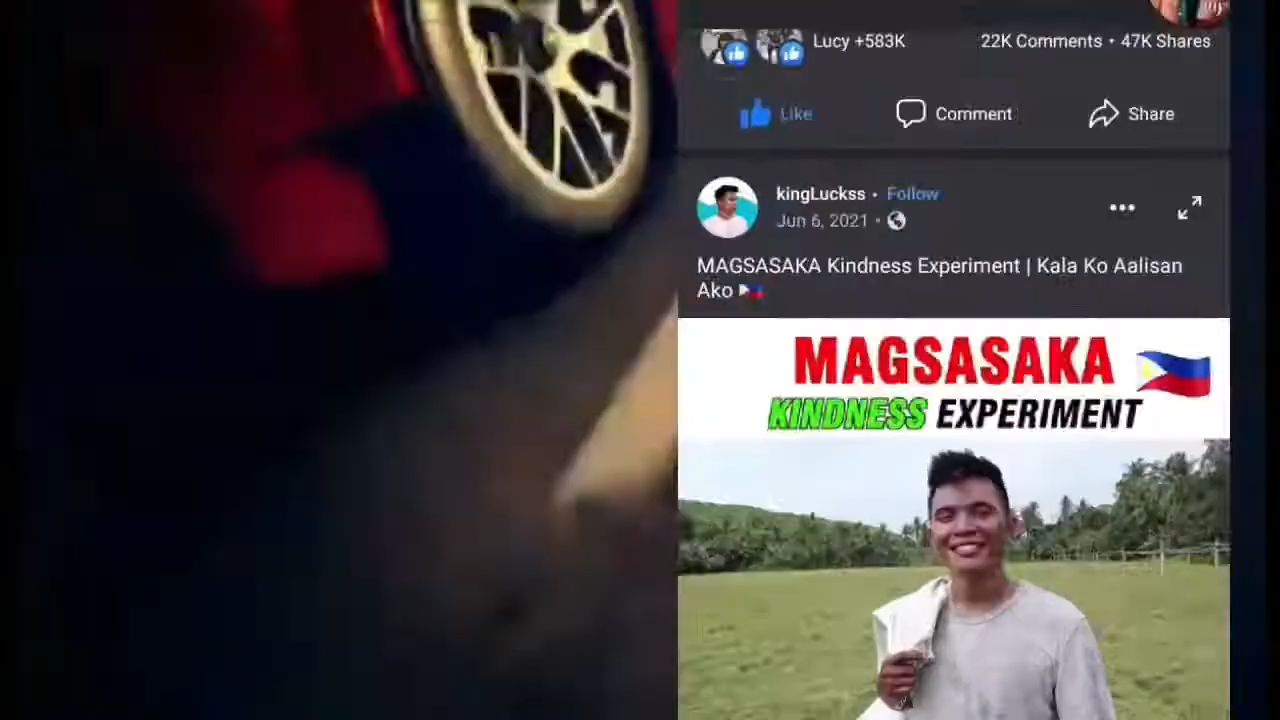 Lucy +583K
22K Comments • 47K Shares
Like
Comment
Share
kingLuckss • Follow
Jun 6, 2021 •
MAGSASAKA Kindness Experiment | Kala Ko Aalisan
Ako
MAGSASAKA
KINDNESS EXPERIMENT